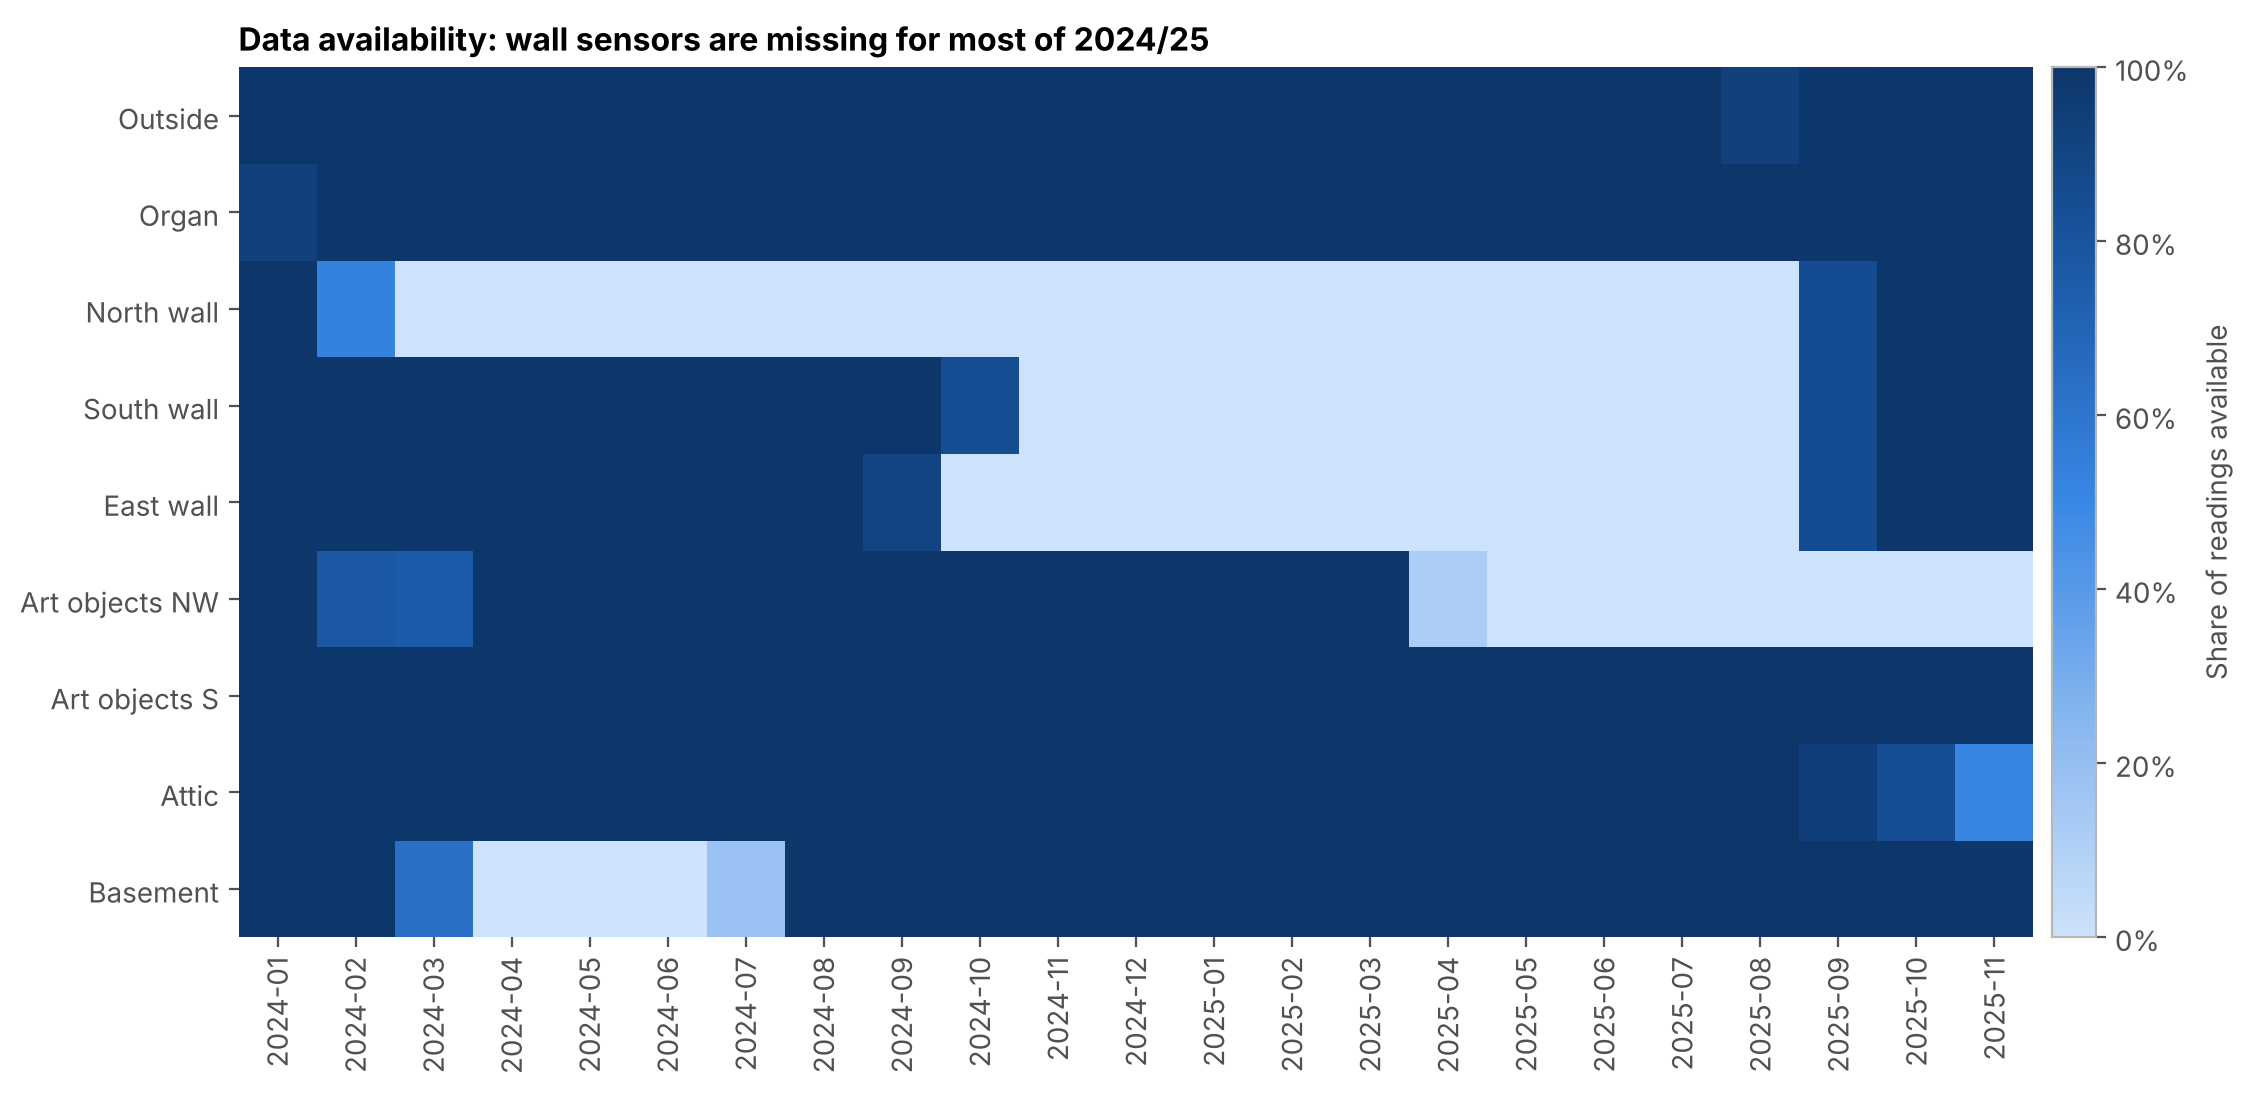 Data availability: wall sensors are missing for most of 2024/25
Outside
Organ
North wall
South wall
East wall
Art objects NW
Art objects S
Attic
Basement
2024-01
2024-02
2024-03
2024-04
2024-05
2024-06
2024-07
2024-08
2024-09
2024-10
2024-11
2024-12
2025-01
2025-02
2025-03
2025-04
2025-05
2025-06
2025-07
2025-08
2025-09
2025-10
2025-11
100%
80%
60%
40%
20%
0%
Share of readings available